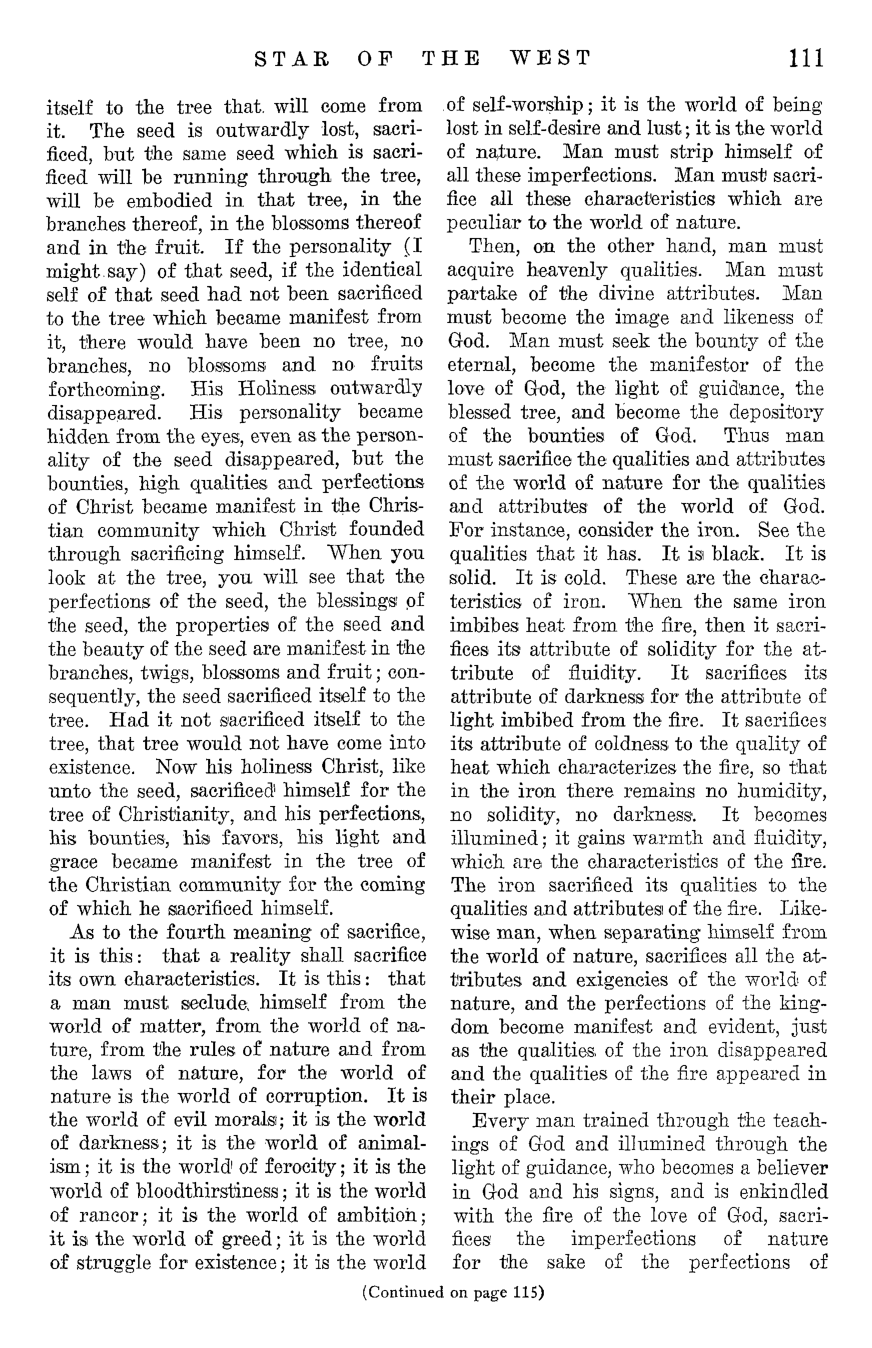 STAR OF THE WEST 111
itself to the tree that will come from
it. The seed is outwardly lost, sacri-
ficed, but the same seed which is sacri-
ficed will be running through the tree,
will be embodied in that tree, in the
branches thereof, in the blossoms thereof
and in the fruit. If the personality (I
might say) of that seed, if the identical
self of that seed had not been sacrificed
to the tree which became manifest from
it, there would have been no tree, no
branches, no blossoms and no fruits
forthcoming. His Holiness outwardly
disappeared. His personality became
hidden from the eyes, even as the person-
ality of the seed disappeared, but the
bounties, high qualities and perfections
of Christ became manifest in the Chris-
tian community which Christ founded
through sacrificing himself. When you
look at the tree, you will see that the
perfections of the seed, the blessings of
the seed, the properties of the seed and
the beauty of the seed are manifest in the
branches, twigs, blossoms and fruit; con-
sequently, the seed sacrificed itself to the
tree. Had it not sacrificed itself to the
tree, that tree would not have come into
existence. Now his holiness Christ, like
unto the seed, sacrificed himself for the
tree of Christianity, and his perfections,
his bounties, his favors, his light and
grace became manifest in the tree of
the Christian community for the coming
of which he sacrificed himself.
As to the fourth meaning of sacrifice,
it is this: that a reality shall sacrifice
its own characteristics. It is this: that
a man must seclude himself from the
world of matter, from the world of na-
ture, from the rules of nature and from
the laws of nature, for the world of
nature is the world of corruption. It is
the world of evil morals; it is the world
of darkness; it is the world of animal-
ism; it is the world of ferocity; it is the
world of bloodthirstiness; it is the world
of rancor; it is the world of ambition;
it is the world of greed; it is the world
of struggle for existence; it is the world
of self-worship; it is the world of being
lost in self-desire and lust; it is the world
of nature. Man must strip himself of
all these imperfections. Man must sacri-
fice all these characteristics which are
peculiar to the world of nature.
Then, on the other hand, man must
acquire heavenly qualities. Man must
partake of the divine attributes. Man
must become the image and likeness of
God. Man must seek the bounty of the
eternal, become the manifestor of the
love of God, the light of guidance, the
blessed tree, and become the depository
of the bounties of God. Thus man
must sacrifice the qualities and attributes
of the world of nature for the qualities
and attributes of the world of God.
For instance, consider the iron. See the
qualities that it has. It is black. It is
solid. It is cold. These are the charac-
teristics of iron. When the same iron
imbibes heat from the fire, then it sacri-
fices its attribute of solidity for the at-
tribute of fluidity. It sacrifices its
attribute of darkness for the attribute of
light imbibed from the fire. It sacrifices
its attribute of coldness to the quality of
heat which characterizes the fire, so that
in the iron there remains no humidity,
no solidity, no darkness. It becomes
illumined; it gains warmth and fluidity,
which are the characteristics of the fire.
The iron sacrificed its qualities to the
qualities and attributes of the fire. Like-
wise man, when separating himself from
the world of nature, sacrifices all the at-
tributes and exigencies of the world of
nature, and the perfections of the king-
dom become manifest and evident, just
as the qualities of the iron disappeared
and the qualities of the fire appeared in
their place.
Every man trained through the teach-
ings of God and illumined through the
light of guidance, who becomes a believer
in God and his signs, and is enkindled
with the fire of the love of God, sacri-
fices the imperfections of nature
for the sake of the perfections of
(Continued on page 115)